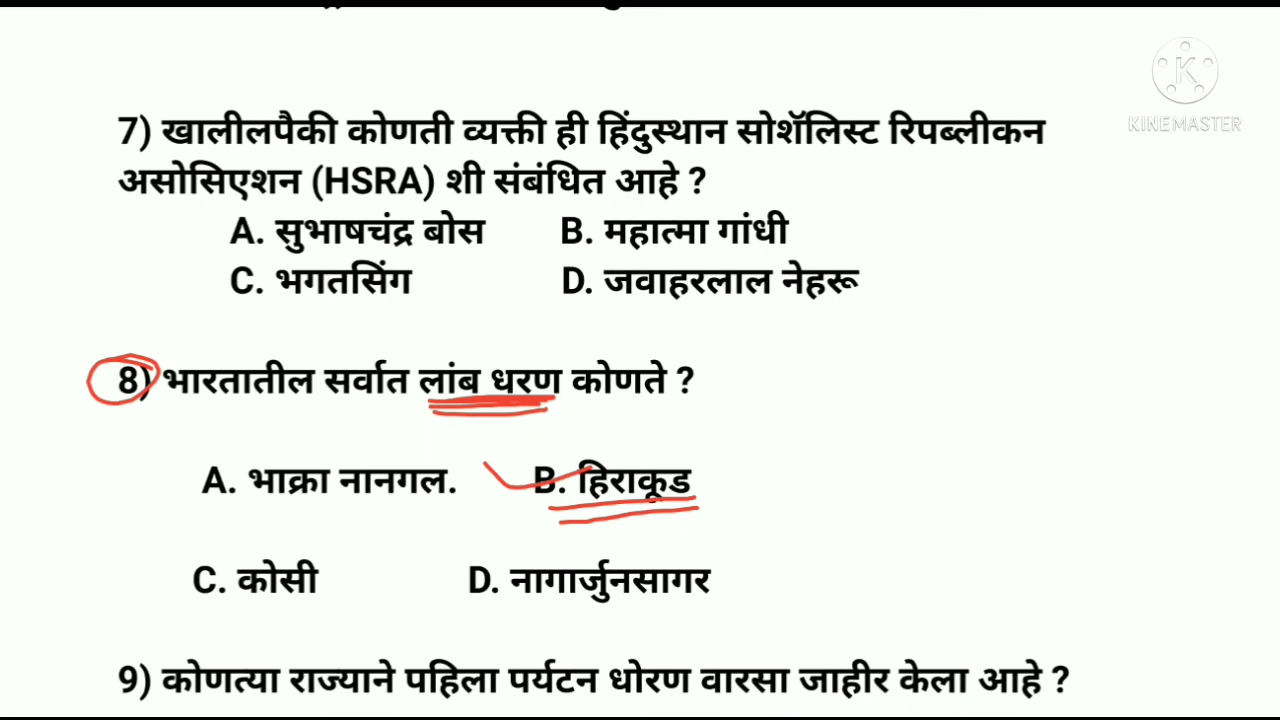 KINEMASTER
7) खालीलपैकी कोणती व्यक्ती ही हिंदुस्थान सोशॅलिस्ट रिपब्लीकन
असोसिएशन (HSRA) शी संबंधित आहे ?
A. सुभाषचंद्र बोस B. महात्मा गांधी
C. भगतसिंग D. जवाहरलाल नेहरू
8) भारतातील सर्वात लांब धरण कोणते ?
A. भाक्रा नानगल. B. हिराकूड
C. कोसी D. नागार्जुनसागर
9) कोणत्या राज्याने पहिला पर्यटन धोरण वारसा जाहीर केला आहे ?